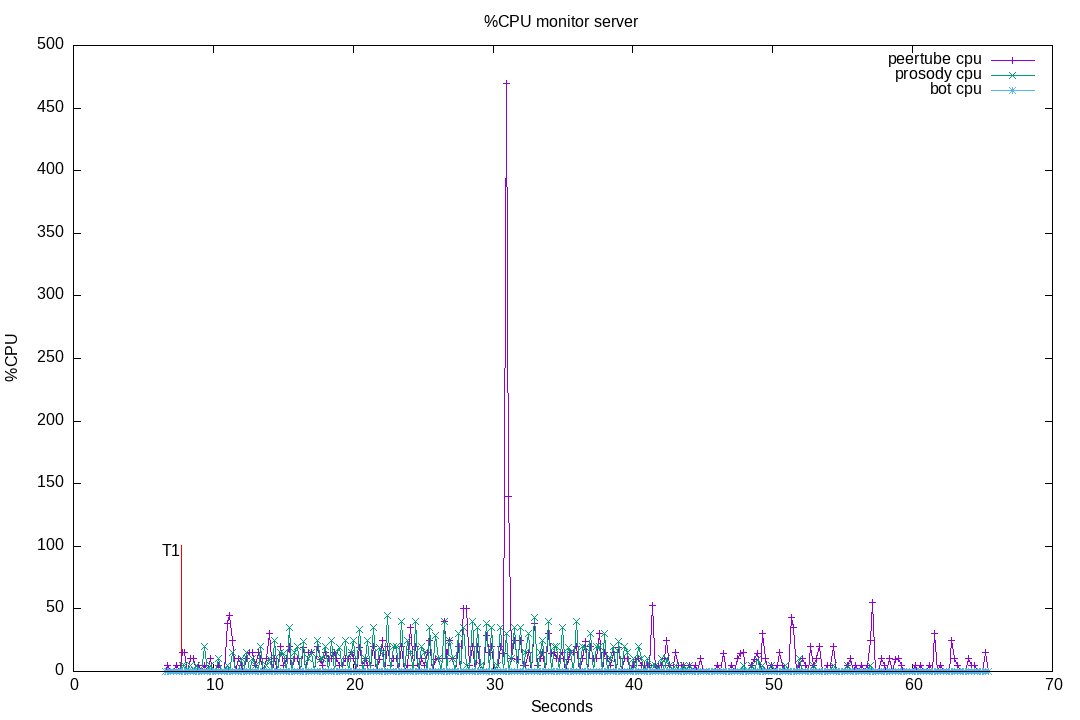 %CPU monitor server
500
450
400
350
300
250
200
150
100
50
0
%CPU
peertube cpu
prosody cpu
bot cpu
T1
0 10 20 30 40 50 60 70
Seconds